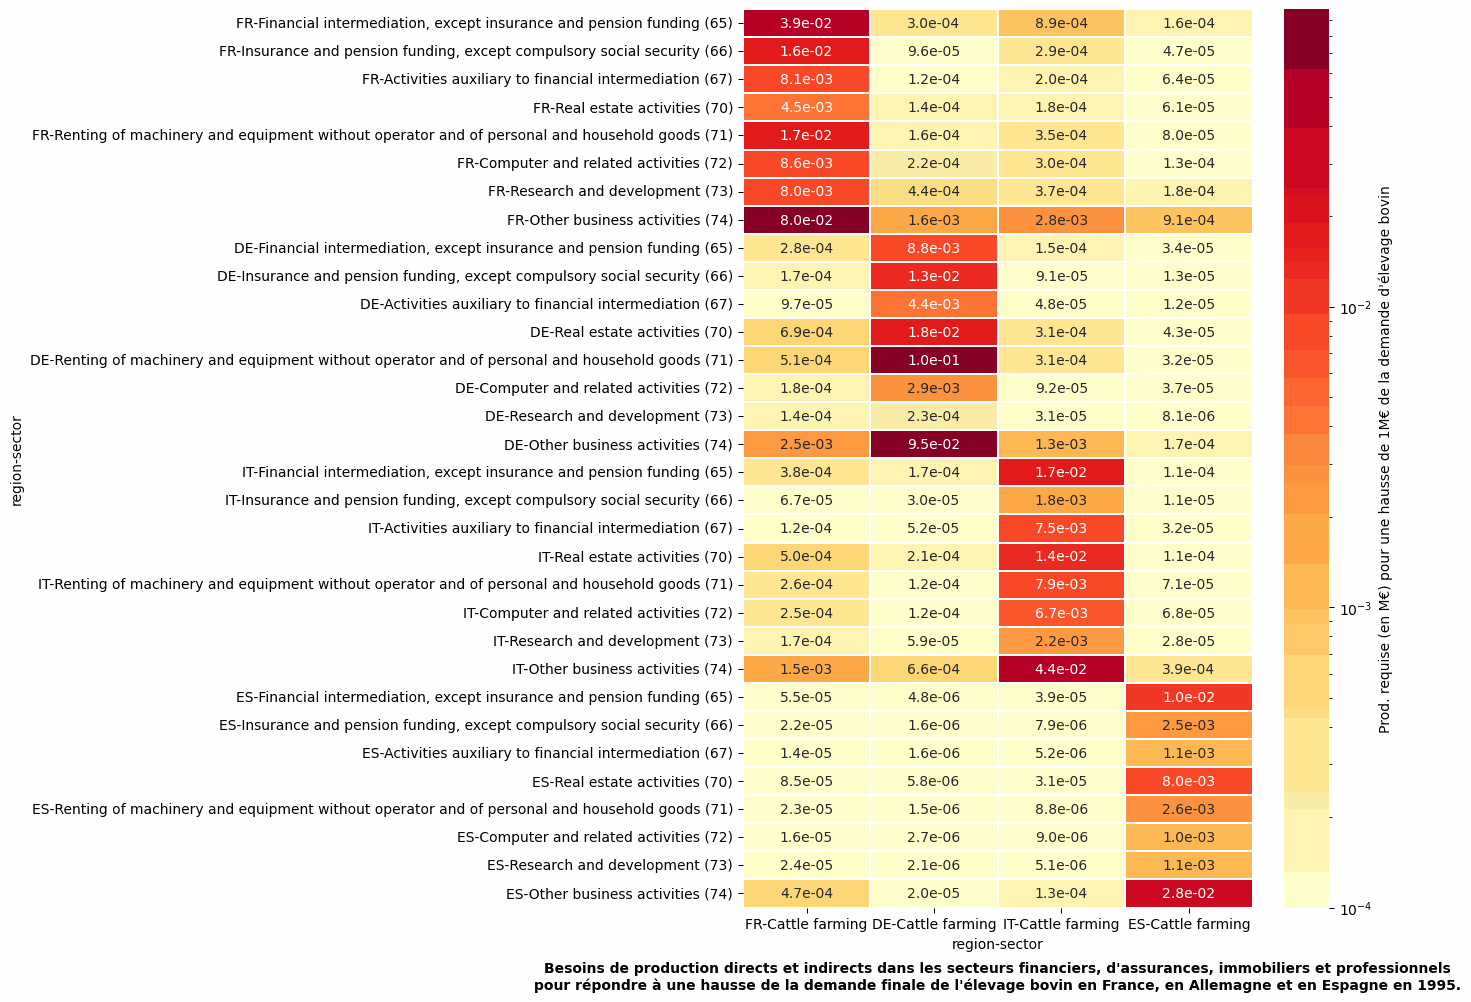 FR-Financial intermediation, except insurance and pension funding (65) 3.9e-02 3.0e-04 8.9e-04 1.6e-04
FR-Insurance and pension funding, except compulsory social security (66) 1.6e-02 9.6e-05 2.9e-04 4.7e-05
FR-Activities auxiliary to financial intermediation (67) 8.1e-03 1.2e-04 2.0e-04 6.4e-05
FR-Real estate activities (70) 4.5e-03 1.4e-04 1.8e-04 6.1e-05
FR-Renting of machinery and equipment without operator and of personal and household goods (71) 1.7e-02 1.6e-04 3.5e-04 8.0e-05
FR-Computer and related activities (72) 8.6e-03 2.2e-04 3.0e-04 1.3e-04
FR-Research and development (73) 8.0e-03 4.4e-04 3.7e-04 1.8e-04
FR-Other business activities (74) 8.0e-02 1.6e-03 2.8e-03 9.1e-04
DE-Financial intermediation, except insurance and pension funding (65) 2.8e-04 8.8e-03 1.5e-04 3.4e-05
DE-Insurance and pension funding, except compulsory social security (66) 1.7e-04 1.3e-02 9.1e-05 1.3e-05
DE-Activities auxiliary to financial intermediation (67) 9.7e-05 4.4e-03 4.8e-05 1.2e-05
DE-Real estate activities (70) 6.9e-04 1.8e-02 3.1e-04 4.3e-05
DE-Renting of machinery and equipment without operator and of personal and household goods (71) 5.1e-04 1.0e-01 3.1e-04 3.2e-05
DE-Computer and related activities (72) 1.8e-04 2.9e-03 9.2e-05 3.7e-05
DE-Research and development (73) 1.4e-04 2.3e-04 3.1e-05 8.1e-06
DE-Other business activities (74) 2.5e-03 9.5e-02 1.3e-03 1.7e-04
IT-Financial intermediation, except insurance and pension funding (65) 3.8e-04 1.7e-04 1.7e-02 1.1e-04
IT-Insurance and pension funding, except compulsory social security (66) 6.7e-05 3.0e-05 1.8e-03 1.1e-05
IT-Activities auxiliary to financial intermediation (67) 1.2e-04 5.2e-05 7.5e-03 3.2e-05
IT-Real estate activities (70) 5.0e-04 2.1e-04 1.4e-02 1.1e-04
IT-Renting of machinery and equipment without operator and of personal and household goods (71) 2.6e-04 1.2e-04 7.9e-03 7.1e-05
IT-Computer and related activities (72) 2.5e-04 1.2e-04 6.7e-03 6.8e-05
IT-Research and development (73) 1.7e-04 5.9e-05 2.2e-03 2.8e-05
IT-Other business activities (74) 1.5e-03 6.6e-04 4.4e-02 3.9e-04
ES-Financial intermediation, except insurance and pension funding (65) 5.5e-05 4.8e-06 3.9e-05 1.0e-02
ES-Insurance and pension funding, except compulsory social security (66) 2.2e-05 1.6e-06 7.9e-06 2.5e-03
ES-Activities auxiliary to financial intermediation (67) 1.4e-05 1.6e-06 5.2e-06 1.1e-03
ES-Real estate activities (70) 8.5e-05 5.8e-06 3.1e-05 8.0e-03
ES-Renting of machinery and equipment without operator and of personal and household goods (71) 2.3e-05 1.5e-06 8.8e-06 2.6e-03
ES-Computer and related activities (72) 1.6e-05 2.7e-06 9.0e-06 1.0e-03
ES-Research and development (73) 2.4e-05 2.1e-06 5.1e-06 1.1e-03
ES-Other business activities (74) 4.7e-04 2.0e-05 1.3e-04 2.8e-02
region-sector
FR-Cattle farming DE-Cattle farming IT-Cattle farming ES-Cattle farming
region-sector
10⁻²
10⁻³
10⁻⁴
Prod. requise (en M€) pour une hausse de 1M€ de la demande d'élevage bovin
Besoins de production directs et indirects dans les secteurs financiers, d'assurances, immobiliers et professionnels
pour répondre à une hausse de la demande finale de l'élevage bovin en France, en Allemagne et en Espagne en 1995.